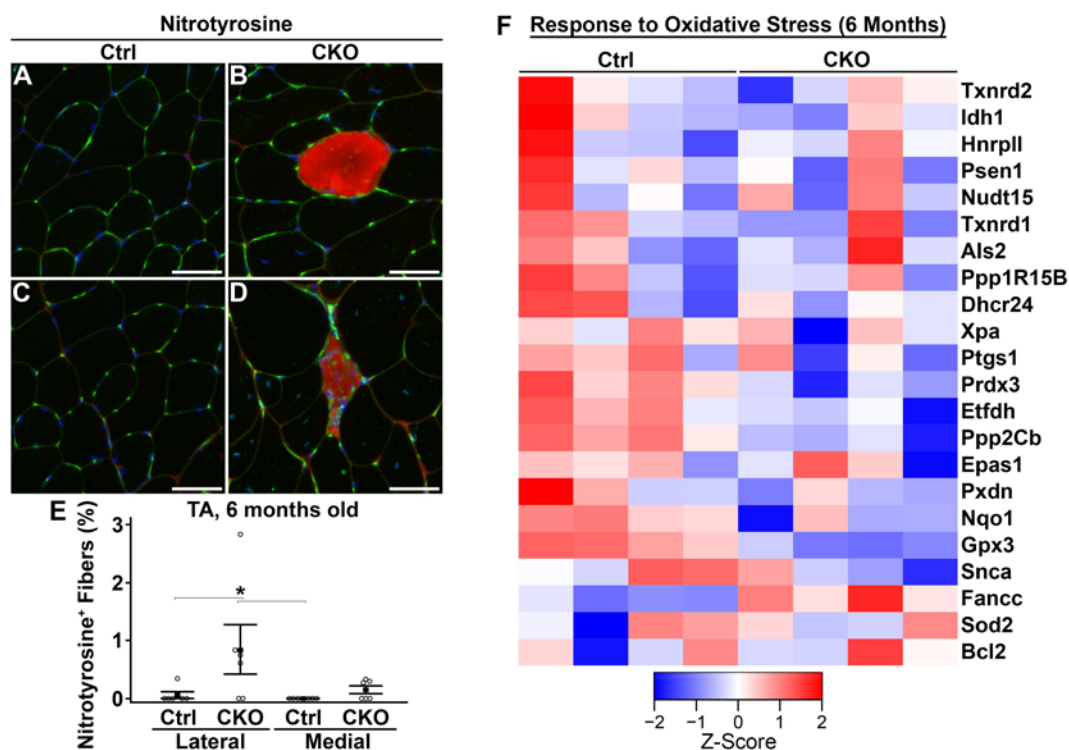 Nitrotyrosine
Ctrl CKO
A B
C D
E TA, 6 months old
Nitrotyrosine+ Fibers (%)
3
2
1
0
*
Ctrl CKO Ctrl CKO
Lateral Medial
F Response to Oxidative Stress (6 Months)
Ctrl CKO
Txnrd2
Idh1
Hnrpll
Psen1
Nudt15
Txnrd1
Als2
Ppp1R15B
Dhcr24
Xpa
Ptgs1
Prdx3
Etfdh
Ppp2Cb
Epas1
Pxdn
Nqo1
Gpx3
Snca
Fancc
Sod2
Bcl2
−2 −1 0 1 2
Z-Score